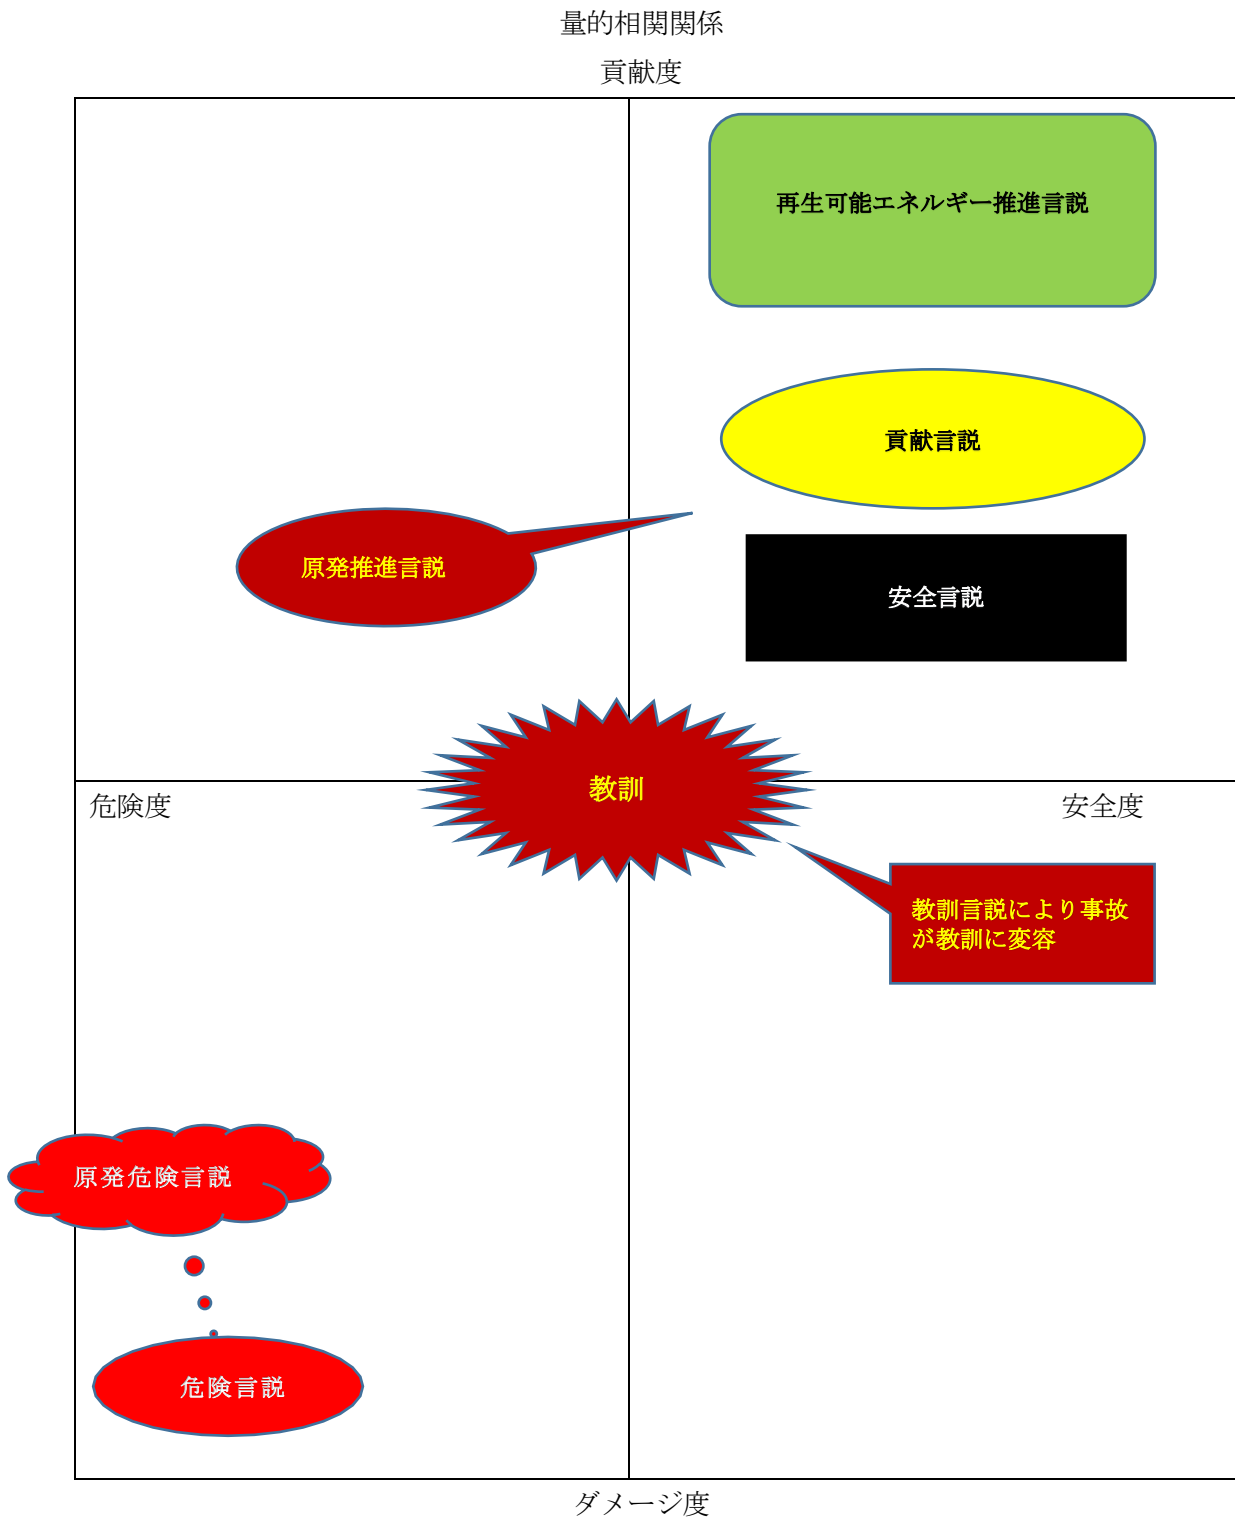 量的相関関係
貢献度
再生可能エネルギー推進言説
貢献言説
原発推進言説
安全言説
教訓
危険度
安全度
教訓言説により事故
が教訓に変容
原発危険言説
危険言説
ダメージ度